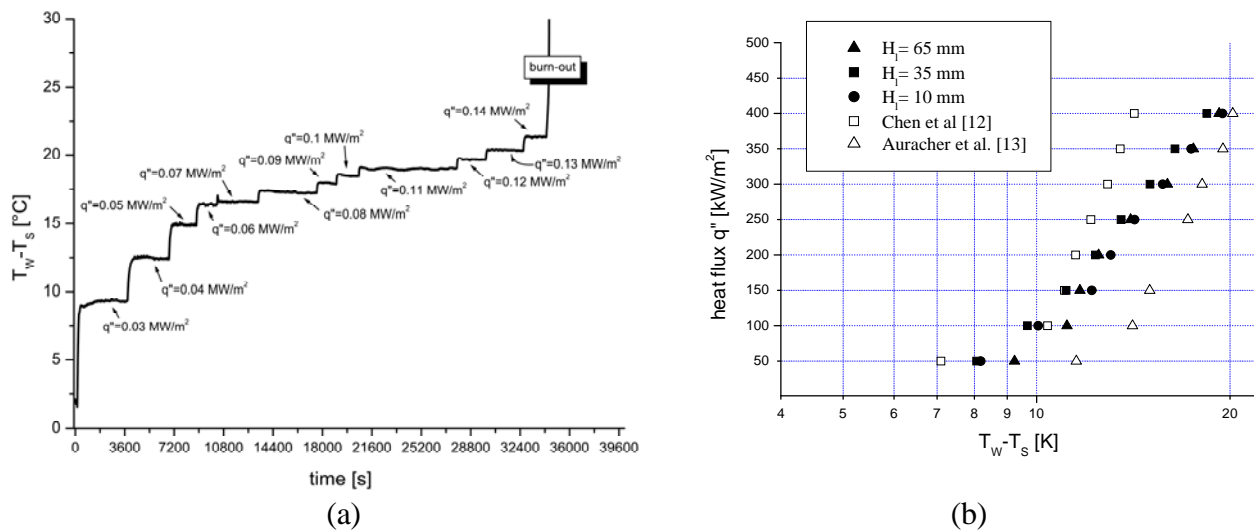 30
25
20
15
10
5
0
T_W-T_S [°C]
q"=0.03 MW/m²
q"=0.04 MW/m²
q"=0.05 MW/m²
q"=0.06 MW/m²
q"=0.07 MW/m²
q"=0.08 MW/m²
q"=0.09 MW/m²
q"=0.1 MW/m²
q"=0.11 MW/m²
q"=0.12 MW/m²
q"=0.13 MW/m²
q"=0.14 MW/m²
burn-out
0 3600 7200 10800 14400 18000 21600 25200 28800 32400 36000 39600
time [s]
(a)
H_l= 65 mm
H_l= 35 mm
H_l= 10 mm
Chen et al [12]
Auracher et al. [13]
500
450
400
350
300
250
200
150
100
50
heat flux q" [kW/m²]
4 5 6 7 8 9 10 20
T_W-T_S [K]
(b)